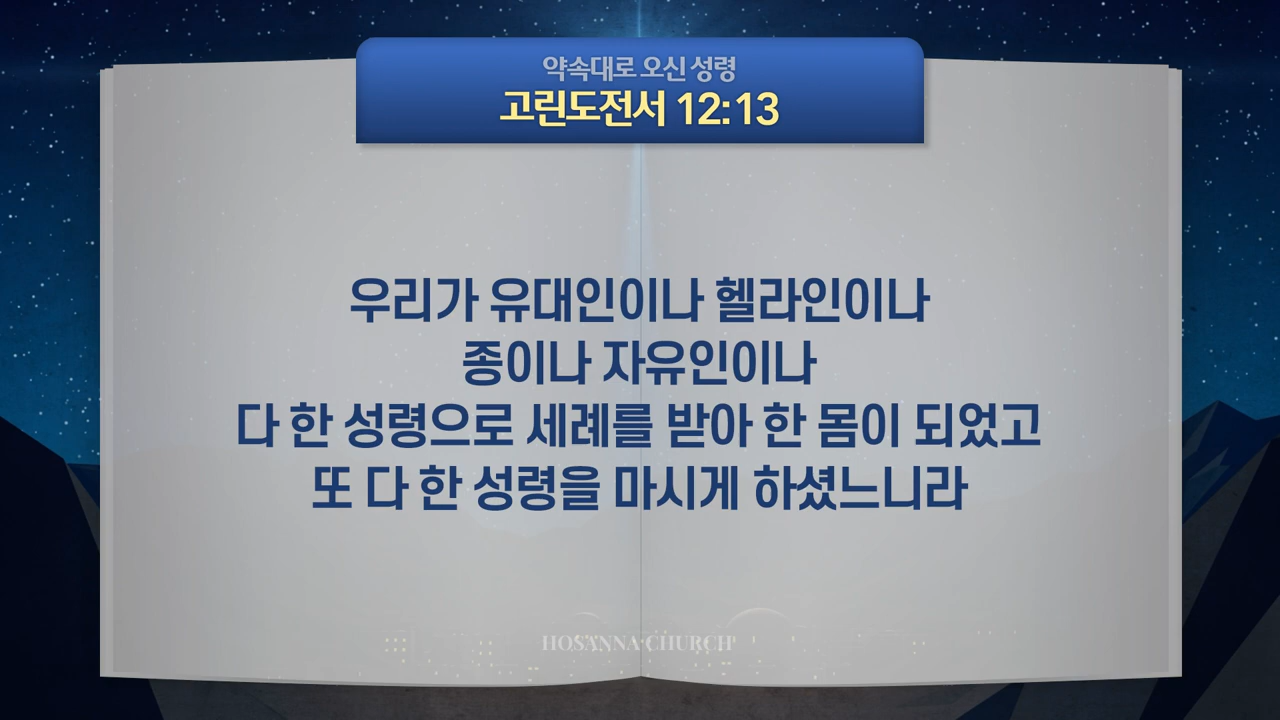 약속대로 오신 성령
고린도전서 12:13
우리가 유대인이나 헬라인이나
종이나 자유인이나
다 한 성령으로 세례를 받아 한 몸이 되었고
또 다 한 성령을 마시게 하셨느니라
HOSANNA CHURCH